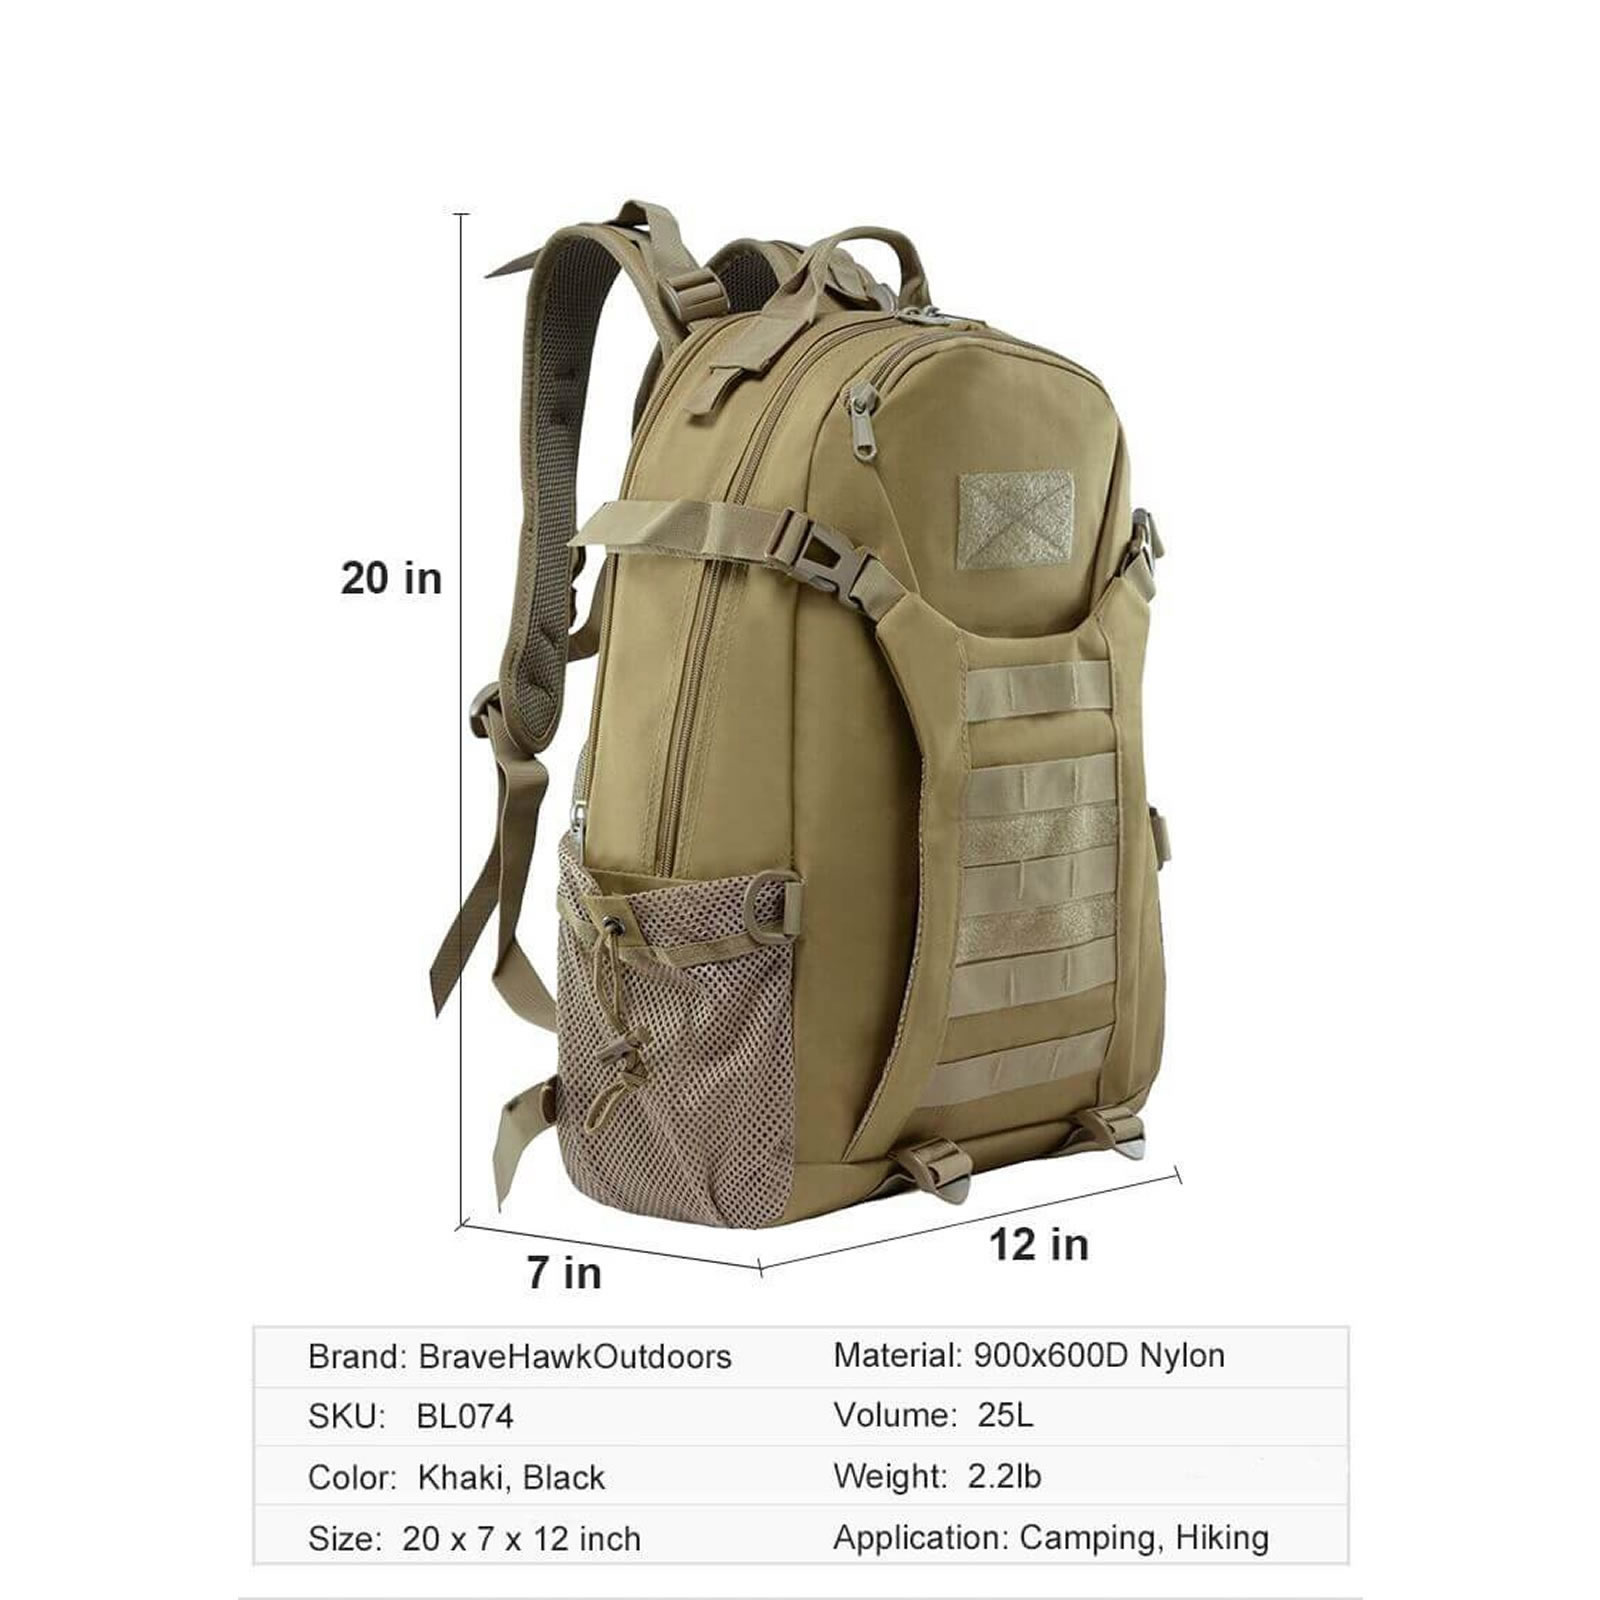 20 in
12 in
7 in
Brand: BraveHawkOutdoors
Material: 900x600D Nylon
SKU: BL074
Volume: 25L
Color: Khaki, Black
Weight: 2.2lb
Size: 20 x 7 x 12 inch
Application: Camping, Hiking